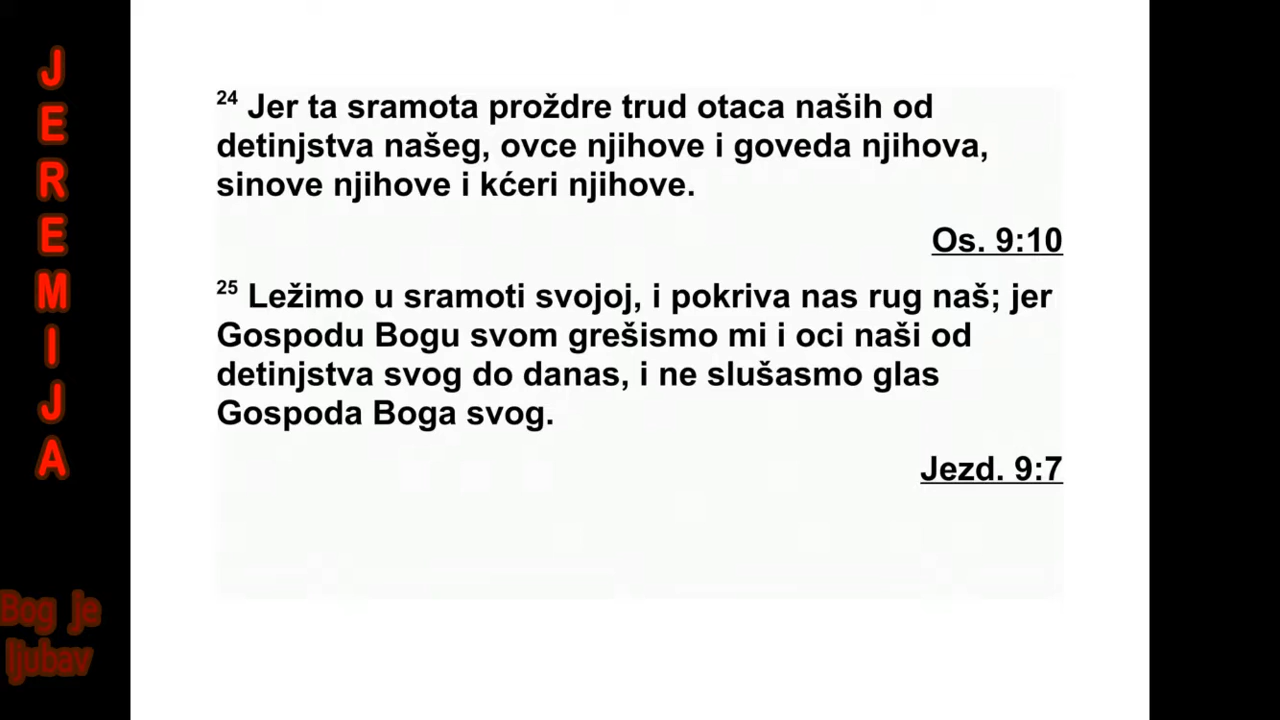 JEREMIJA
Bog je
ljubav
24 Jer ta sramota proždre trud otaca naših od
detinjstva našeg, ovce njihove i goveda njihova,
sinove njihove i kćeri njihove.
Os. 9:10
25 Ležimo u sramoti svojoj, i pokriva nas rug naš; jer
Gospodu Bogu svom grešismo mi i oci naši od
detinjstva svog do danas, i ne slušasmo glas
Gospoda Boga svog.
Jezd. 9:7